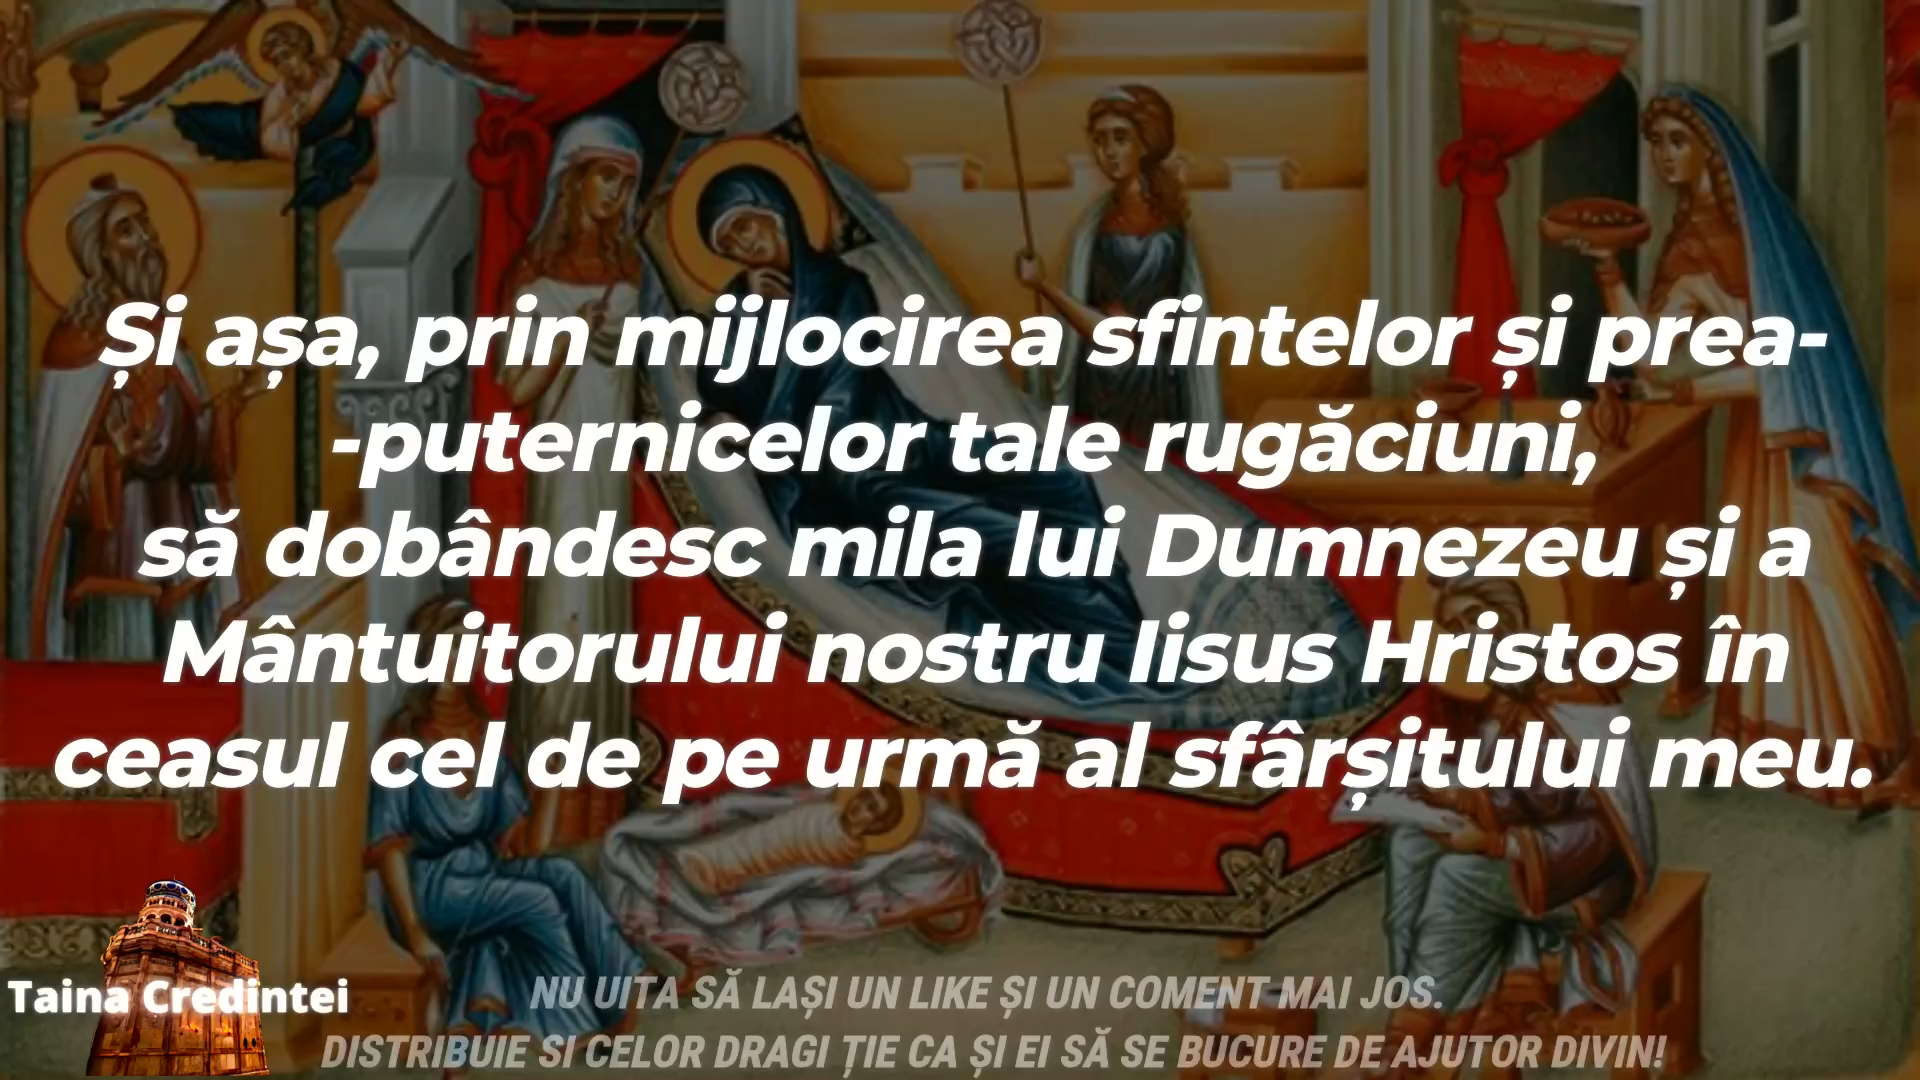 Și așa, prin mijlocirea sfintelor și prea-
-puternicelor tale rugăciuni,
să dobândesc mila lui Dumnezeu și a
Mântuitorului nostru Iisus Hristos în
ceasul cel de pe urmă al sfârșitului meu.
Taina Credintei
NU UITA SĂ LAȘI UN LIKE ȘI UN COMENT MAI JOS.
DISTRIBUIE SI CELOR DRAGI ȚIE CA ȘI EI SĂ SE BUCURE DE AJUTOR DIVIN!